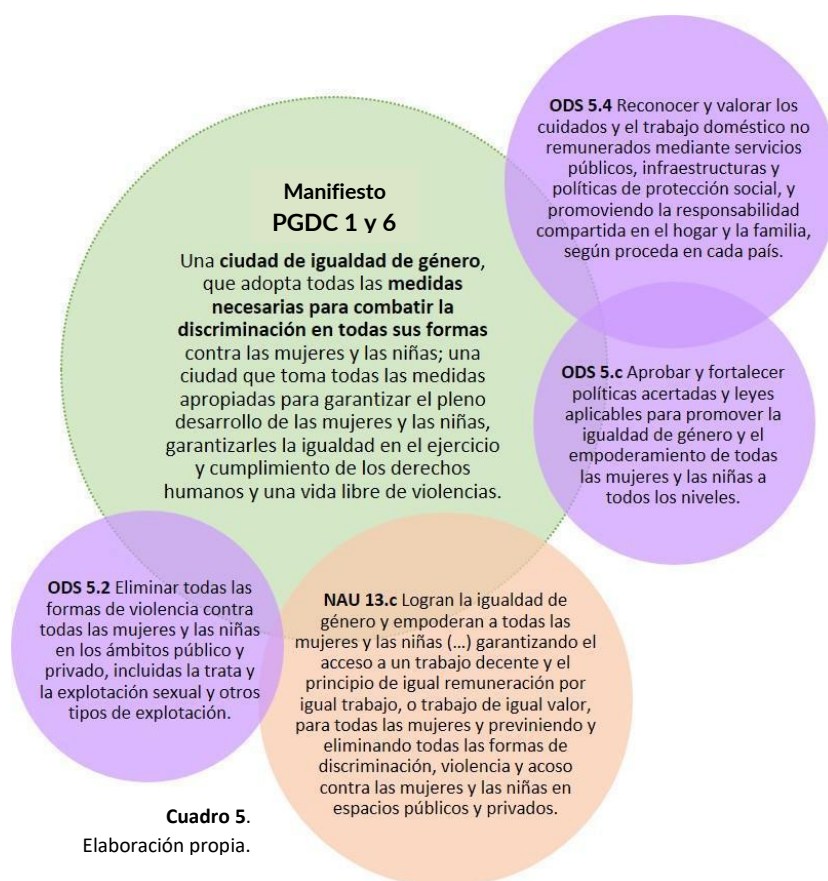 Manifiesto
PGDC 1 y 6
Una ciudad de igualdad de género,
que adopta todas las medidas
necesarias para combatir la
discriminación en todas sus formas
contra las mujeres y las niñas; una
ciudad que toma todas las medidas
apropiadas para garantizar el pleno
desarrollo de las mujeres y las niñas,
garantizarles la igualdad en el ejercicio
y cumplimiento de los derechos
humanos y una vida libre de violencias.
ODS 5.4 Reconocer y valorar los
cuidados y el trabajo doméstico no
remunerados mediante servicios
públicos, infraestructuras y
políticas de protección social, y
promoviendo la responsabilidad
compartida en el hogar y la familia,
según proceda en cada país.
ODS 5.c Aprobar y fortalecer
políticas acertadas y leyes
aplicables para promover la
igualdad de género y el
empoderamiento de todas
las mujeres y las niñas a
todos los niveles.
ODS 5.2 Eliminar todas las
formas de violencia contra
todas las mujeres y las niñas
en los ámbitos público y
privado, incluidas la trata y
la explotación sexual y otros
tipos de explotación.
NAU 13.c Logran la igualdad de
género y empoderan a todas las
mujeres y las niñas (...) garantizando el
acceso a un trabajo decente y el
principio de igual remuneración por
igual trabajo, o trabajo de igual valor,
para todas las mujeres y previniendo y
eliminando todas las formas de
discriminación, violencia y acoso
contra las mujeres y las niñas en
espacios públicos y privados.
Cuadro 5.
Elaboración propia.